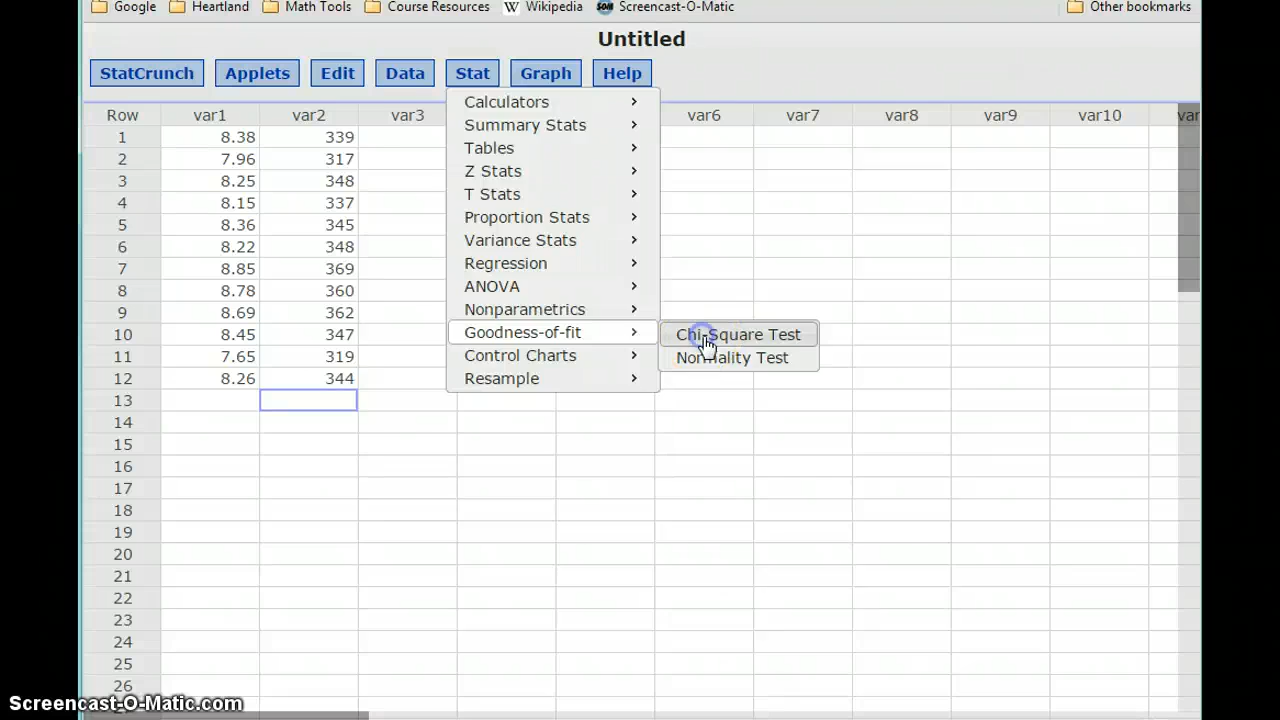 Google Heartland Math Tools Course Resources W Wikipedia SOM Screencast-O-Matic Other bookmarks
Untitled
StatCrunch Applets Edit Data Stat Graph Help
Row var1 var2 var3 var6 var7 var8 var9 var10 var
1 8.38 339
2 7.96 317
3 8.25 348
4 8.15 337
5 8.36 345
6 8.22 348
7 8.85 369
8 8.78 360
9 8.69 362
10 8.45 347
11 7.65 319
12 8.26 344
13
14
15
16
17
18
19
20
21
22
23
24
25
26
Calculators
Summary Stats
Tables
Z Stats
T Stats
Proportion Stats
Variance Stats
Regression
ANOVA
Nonparametrics
Goodness-of-fit
Control Charts
Resample
Chi-Square Test
Normality Test
Screencast-O-Matic.com